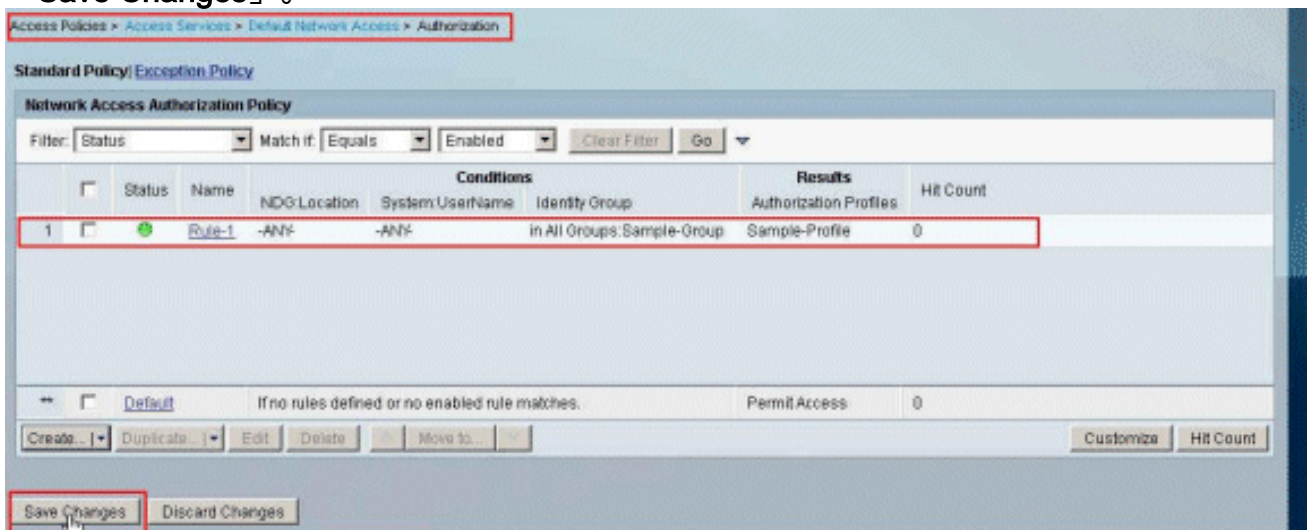 Save Changes」。
Access Policies > Access Services > Default Network Access > Authorization
Standard Policy| Exception Policy
Network Access Authorization Policy
Filter: Status Match if: Equals Enabled Clear Filter Go
Status Name Conditions Results Hit Count
NDG:Location System:UserName Identity Group Authorization Profiles
1 Rule-1 -ANY- -ANY- in All Groups:Sample-Group Sample-Profile 0
** Default If no rules defined or no enabled rule matches. Permit Access 0
Create... Duplicate... Edit Delete Move to... Customize Hit Count
Save Changes Discard Changes